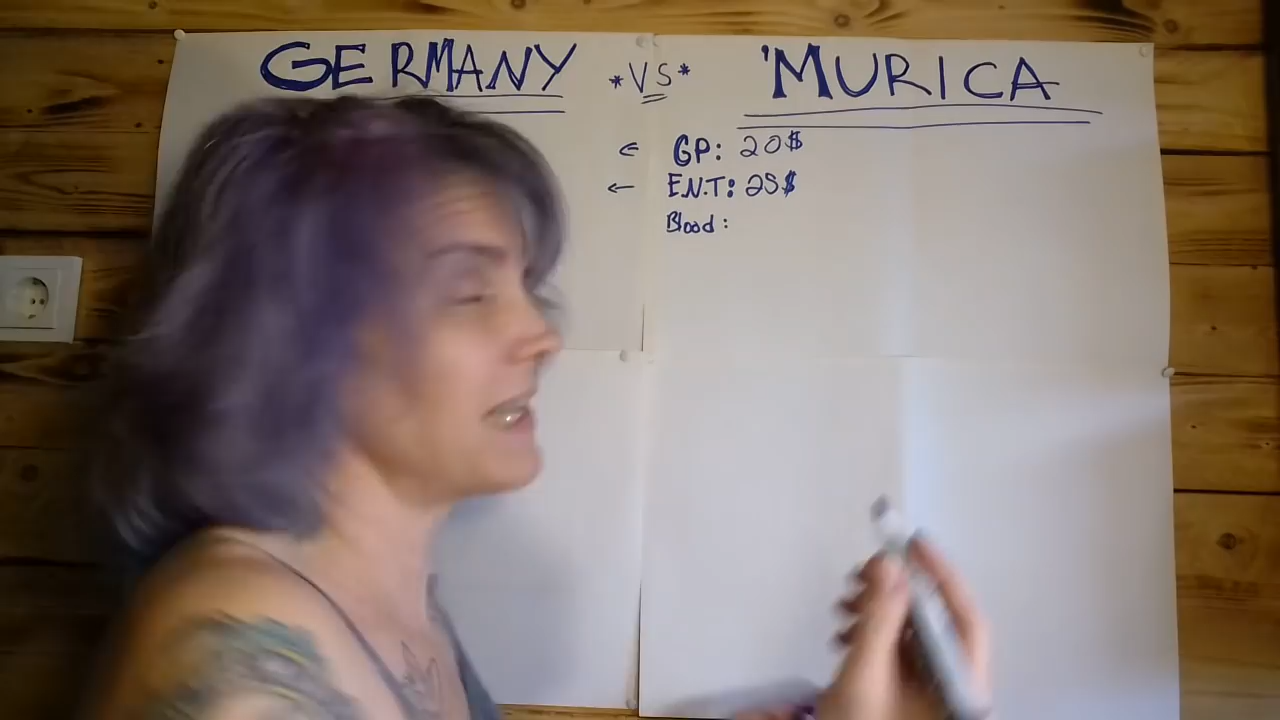 GERMANY *VS* 'MURICA
← GP: 20$
← E.N.T: 25$
Blood: